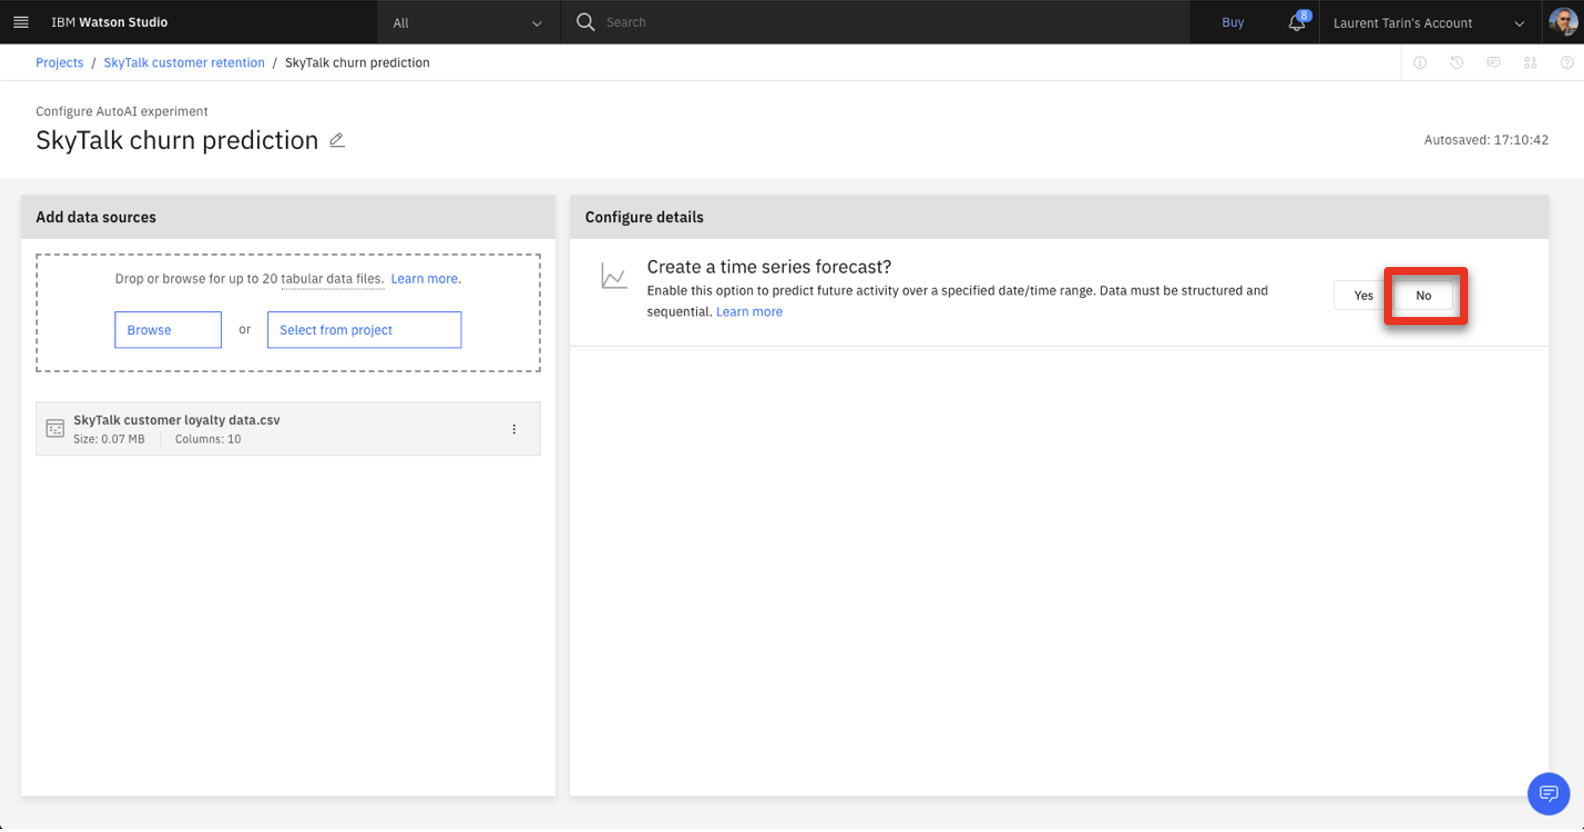 IBM Watson Studio
All
Search
Buy
8
Laurent Tarin's Account
Projects / SkyTalk customer retention / SkyTalk churn prediction
Configure AutoAI experiment
SkyTalk churn prediction
Autosaved: 17:10:42
Add data sources
Drop or browse for up to 20 tabular data files. Learn more.
Browse or Select from project
SkyTalk customer loyalty data.csv
Size: 0.07 MB Columns: 10
Configure details
Create a time series forecast?
Enable this option to predict future activity over a specified date/time range. Data must be structured and
sequential. Learn more
Yes No